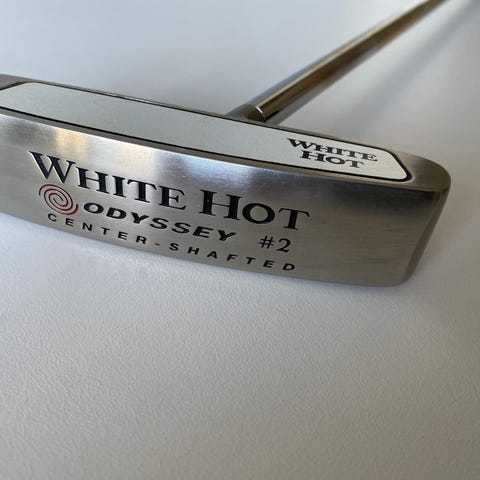 WHITE
HOT
WHITE HOT
ODYSSEY #2
CENTER-SHAFTED